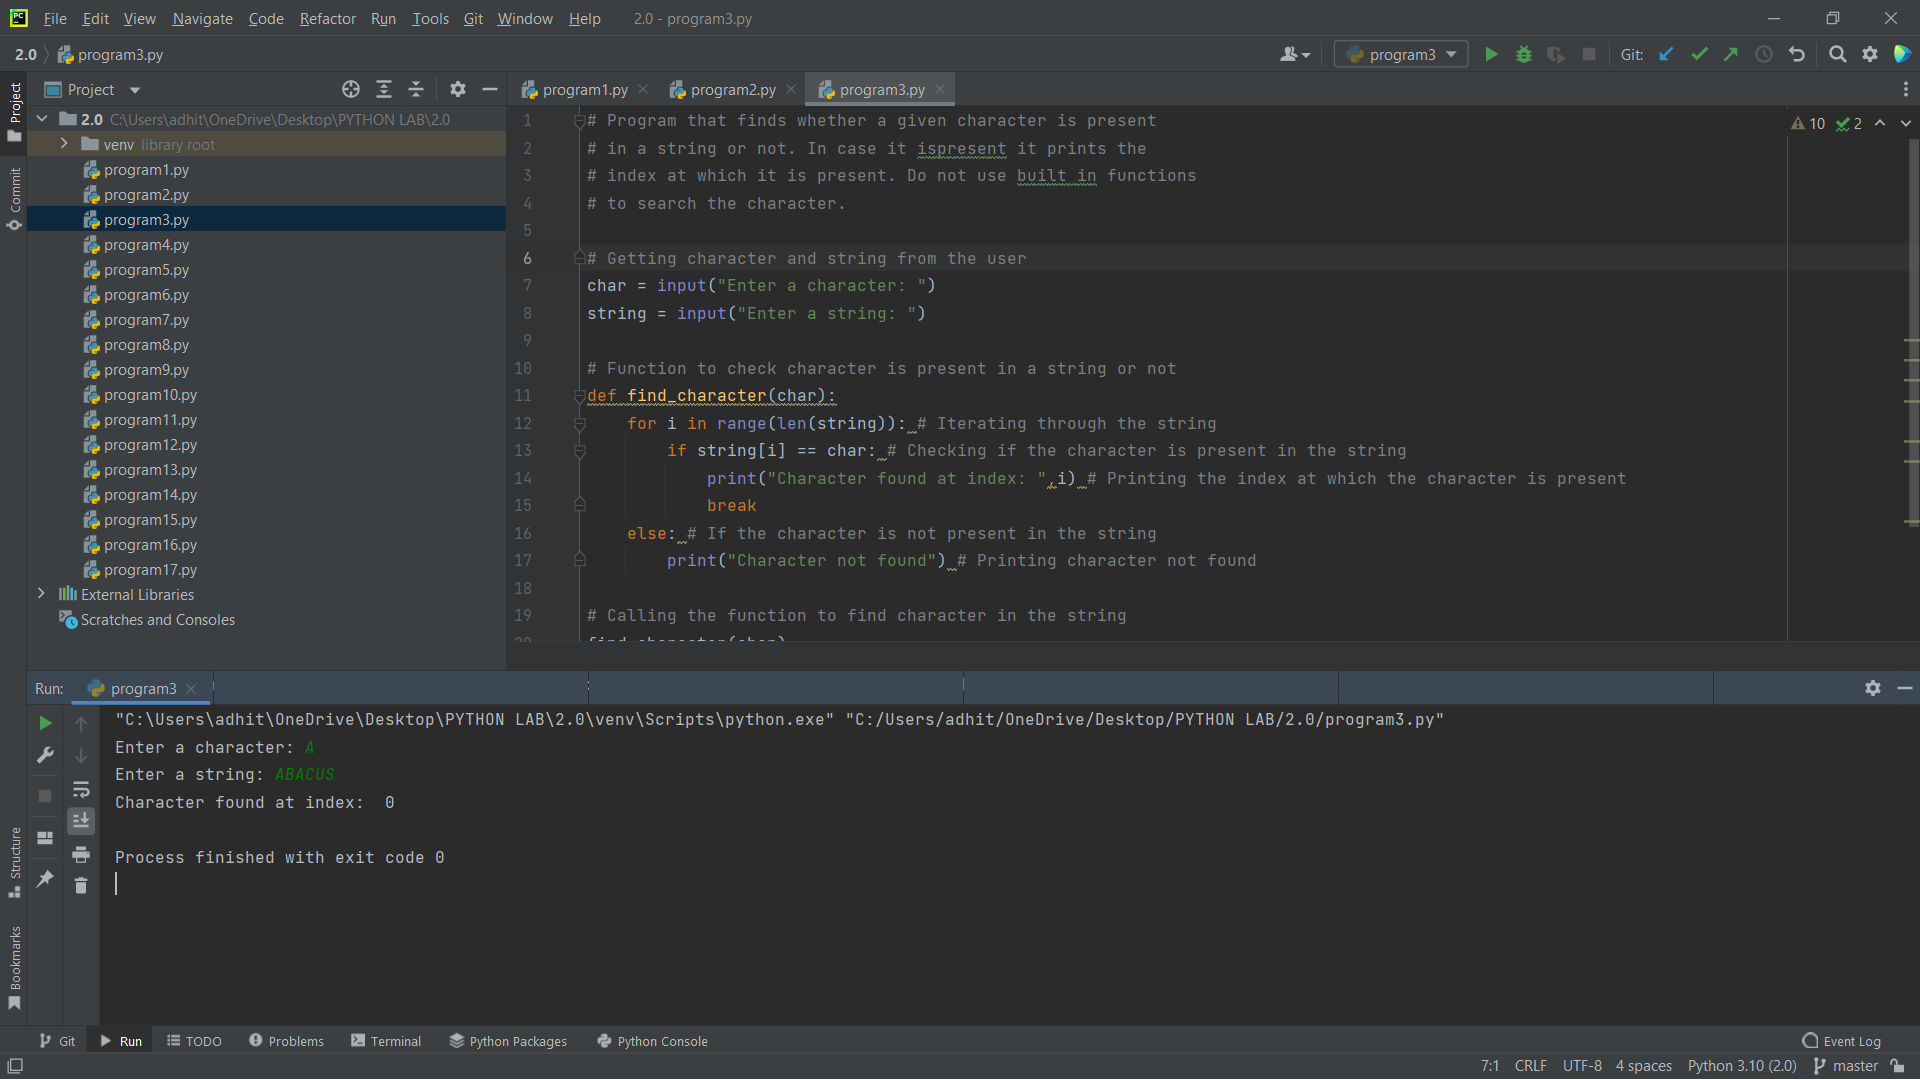 File Edit View Navigate Code Refactor Run Tools Git Window Help 2.0 - program3.py
2.0 program3.py program3 Git:
Project program1.py program2.py program3.py
2.0 C:\Users\adhit\OneDrive\Desktop\PYTHON LAB\2.0
venv library root
program1.py
program2.py
program3.py
program4.py
program5.py
program6.py
program7.py
program8.py
program9.py
program10.py
program11.py
program12.py
program13.py
program14.py
program15.py
program16.py
program17.py
External Libraries
Scratches and Consoles
Project
Commit
Structure
Bookmarks
10 2
1 # Program that finds whether a given character is present
2 # in a string or not. In case it ispresent it prints the
3 # index at which it is present. Do not use built in functions
4 # to search the character.
5
6 # Getting character and string from the user
7 char = input("Enter a character: ")
8 string = input("Enter a string: ")
9
10 # Function to check character is present in a string or not
11 def find_character(char):
12 for i in range(len(string)): # Iterating through the string
13 if string[i] == char: # Checking if the character is present in the string
14 print("Character found at index: ",i) # Printing the index at which the character is present
15 break
16 else: # If the character is not present in the string
17 print("Character not found") # Printing character not found
18
19 # Calling the function to find character in the string
20 find_character(char)
Run: program3
"C:\Users\adhit\OneDrive\Desktop\PYTHON LAB\2.0\venv\Scripts\python.exe" "C:/Users/adhit/OneDrive/Desktop/PYTHON LAB/2.0/program3.py"
Enter a character: A
Enter a string: ABACUS
Character found at index:  0
Process finished with exit code 0
Git Run TODO Problems Terminal Python Packages Python Console Event Log
7:1 CRLF UTF-8 4 spaces Python 3.10 (2.0) master